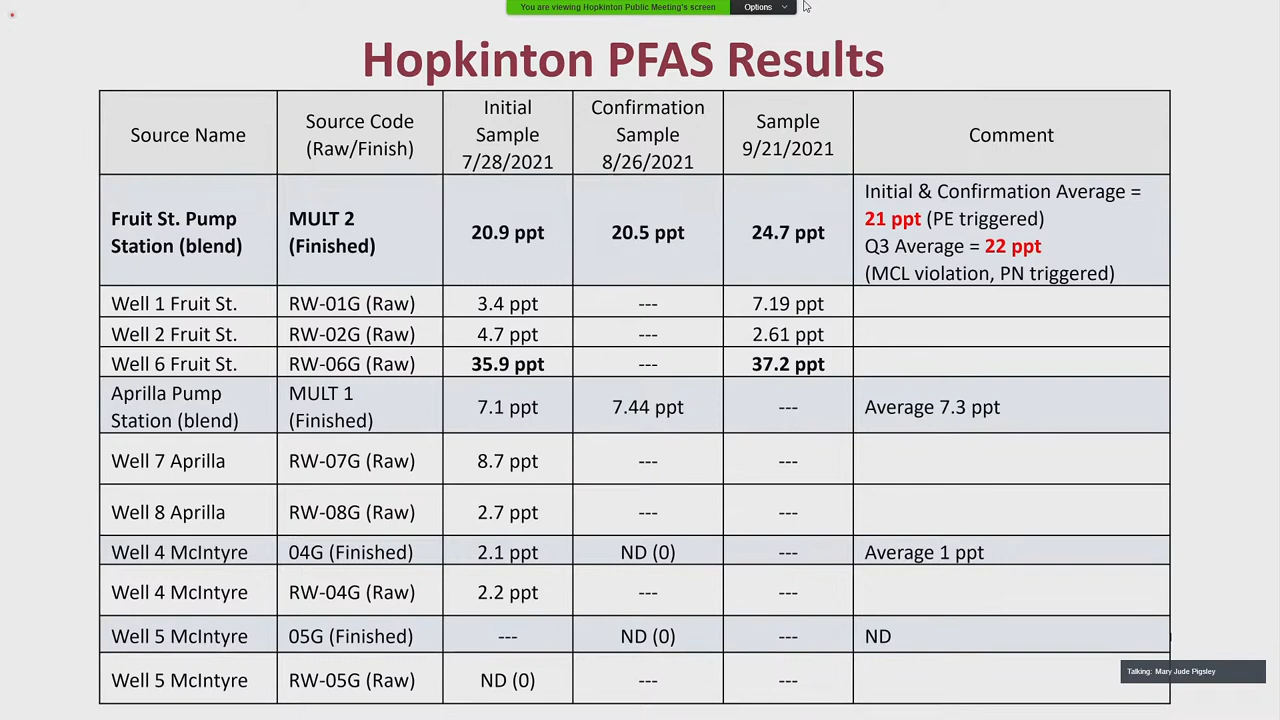 You are viewing Hopkinton Public Meeting's screen
Options
Hopkinton PFAS Results
Source Name
Source Code
(Raw/Finish)
Initial
Sample
7/28/2021
Confirmation
Sample
8/26/2021
Sample
9/21/2021
Comment
Fruit St. Pump
Station (blend)
MULT 2
(Finished)
20.9 ppt
20.5 ppt
24.7 ppt
Initial & Confirmation Average =
21 ppt (PE triggered)
Q3 Average = 22 ppt
(MCL violation, PN triggered)
Well 1 Fruit St.
RW-01G (Raw)
3.4 ppt
---
7.19 ppt
Well 2 Fruit St.
RW-02G (Raw)
4.7 ppt
---
2.61 ppt
Well 6 Fruit St.
RW-06G (Raw)
35.9 ppt
---
37.2 ppt
Aprilla Pump
Station (blend)
MULT 1
(Finished)
7.1 ppt
7.44 ppt
---
Average 7.3 ppt
Well 7 Aprilla
RW-07G (Raw)
8.7 ppt
---
---
Well 8 Aprilla
RW-08G (Raw)
2.7 ppt
---
---
Well 4 McIntyre
04G (Finished)
2.1 ppt
ND (0)
---
Average 1 ppt
Well 4 McIntyre
RW-04G (Raw)
2.2 ppt
---
---
Well 5 McIntyre
05G (Finished)
---
ND (0)
---
ND
Well 5 McIntyre
RW-05G (Raw)
ND (0)
---
---
Talking: Mary Jude Pigsley